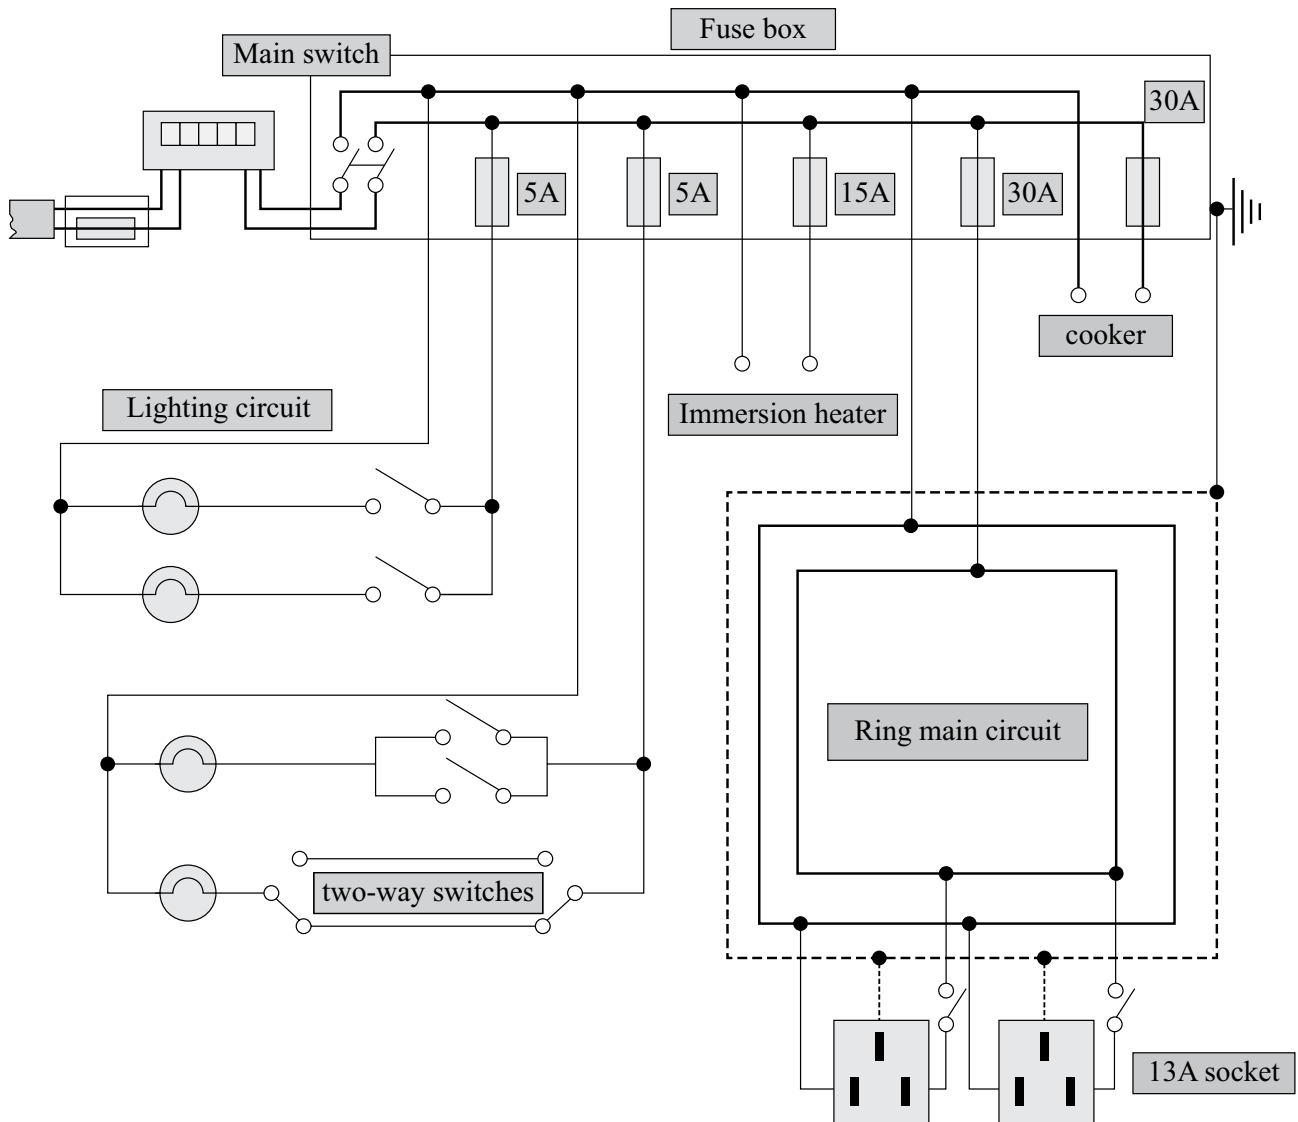 Fuse box
Main switch
30A
5A
5A
15A
30A
cooker
Lighting circuit
Immersion heater
Ring main circuit
two-way switches
13A socket